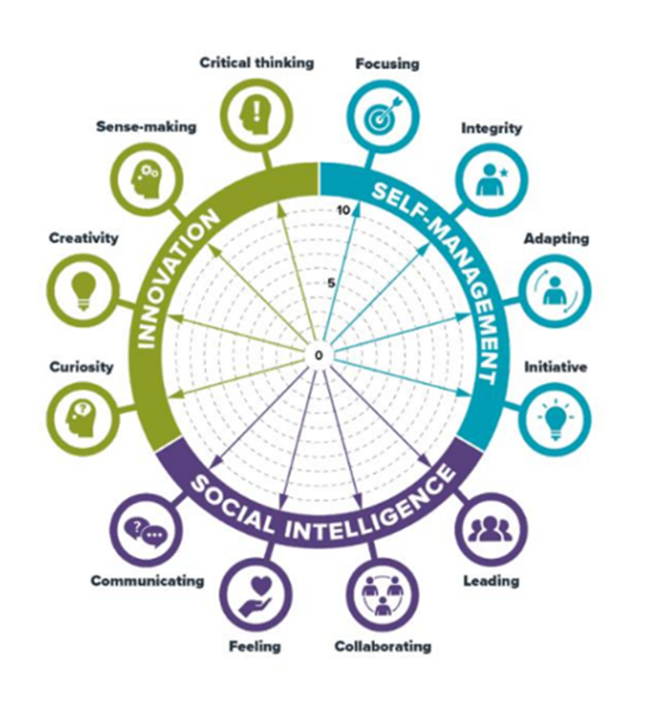 Critical thinking
Focusing
Sense-making
Integrity
Creativity
Adapting
Curiosity
Initiative
INNOVATION
SELF-MANAGEMENT
10
5
0
SOCIAL INTELLIGENCE
Communicating
Leading
Feeling
Collaborating
?
!
?